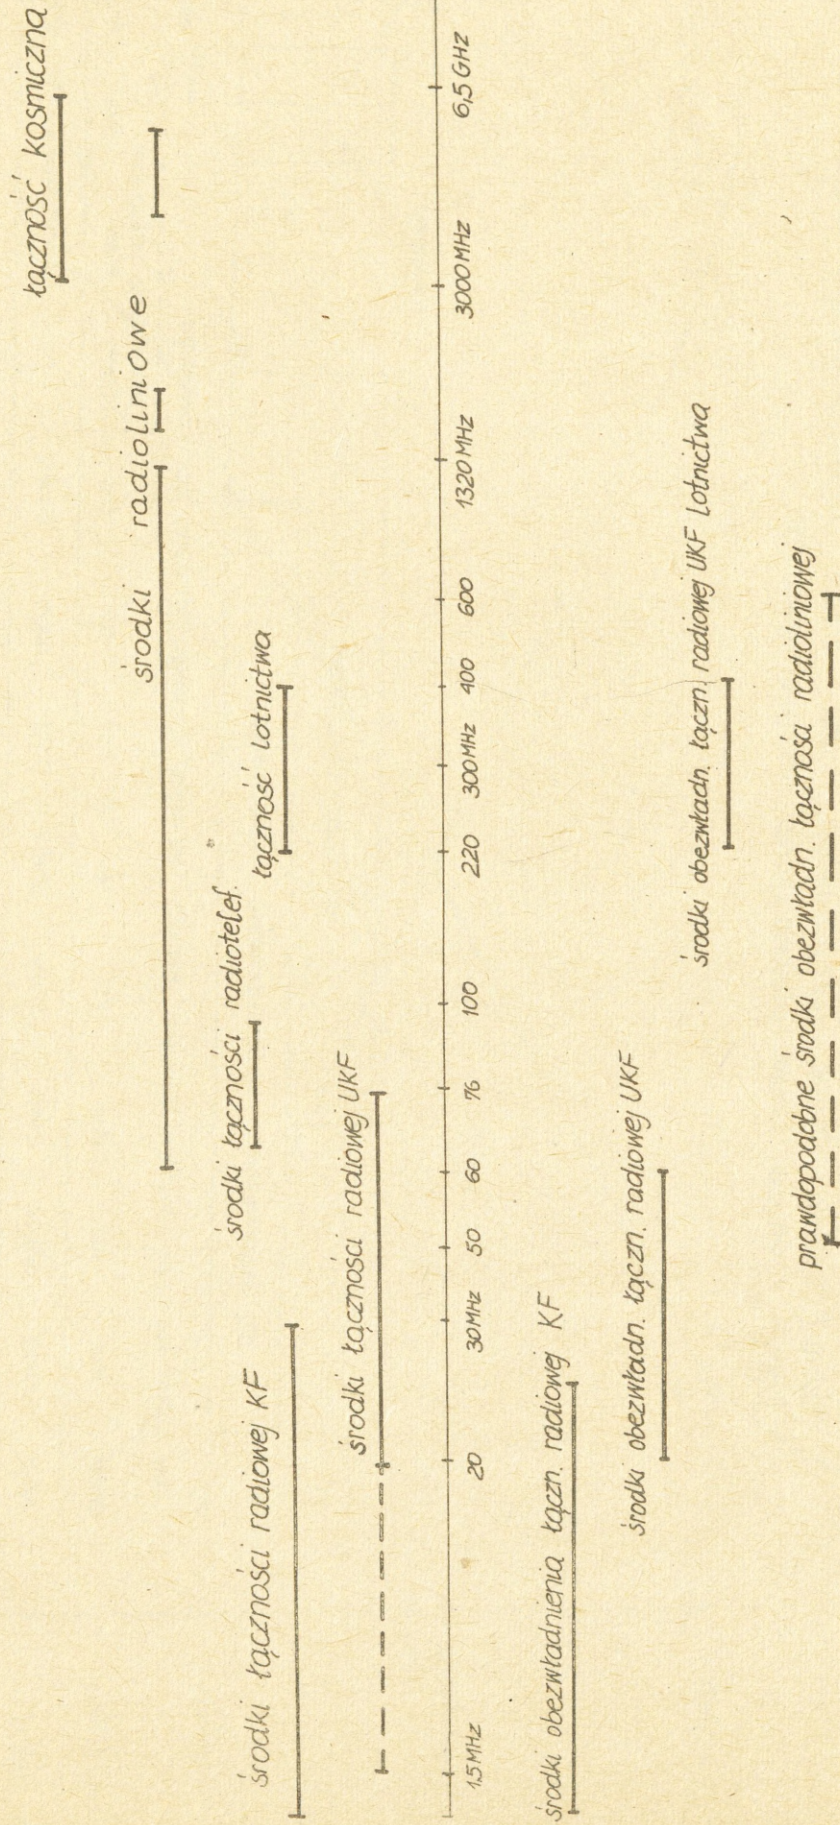 łączność kosmiczna
środki radioliniowe
łączność lotnictwa
środki łączności radiotelef.
środki łączności radiowej UKF
środki łączności radiowej KF
1.5 MHz 20 30 MHz 50 60 76 100 220 300 MHz 400 600 1320 MHz 3000 MHz 6,5 GHz
środki obezwładnienia łączn. radiowej KF
środki obezwładn. łączn. radiowej UKF
środki obezwładn. łączn. radiowej UKF lotnictwa
prawdopodobne środki obezwładn. łączności radioliniowej